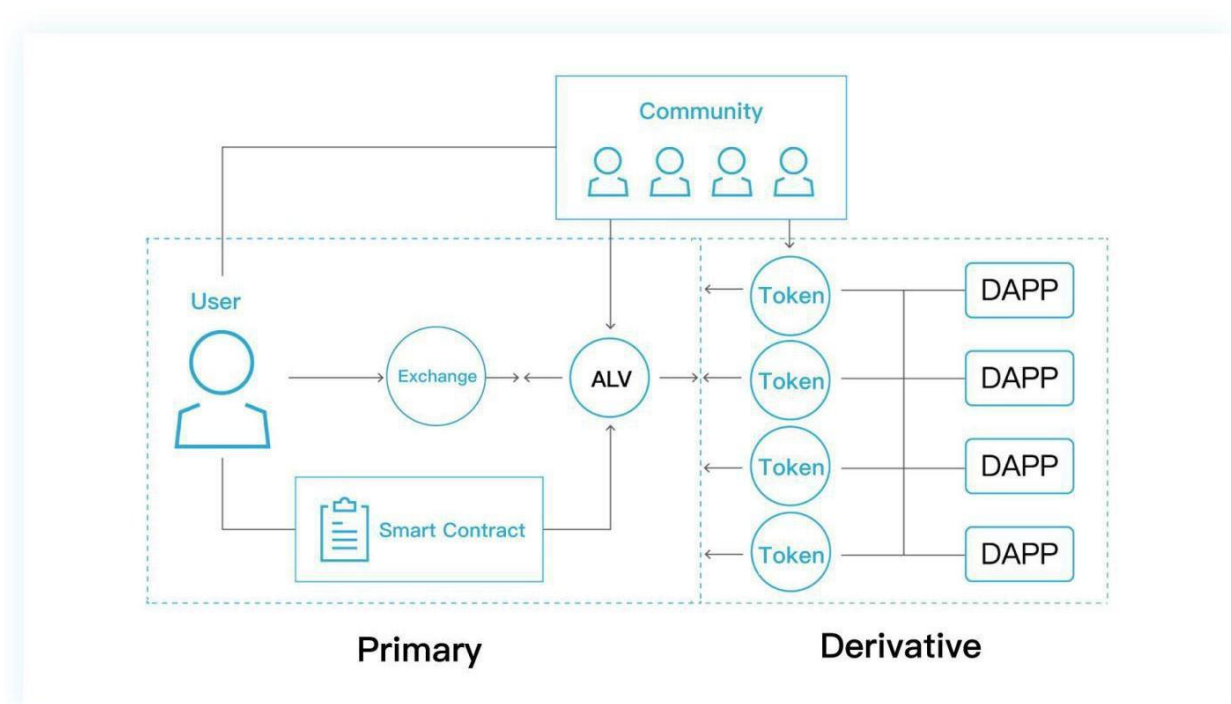 Community
User
Exchange
ALV
Smart Contract
Token
DAPP
Token
DAPP
Token
DAPP
Token
DAPP
Primary
Derivative